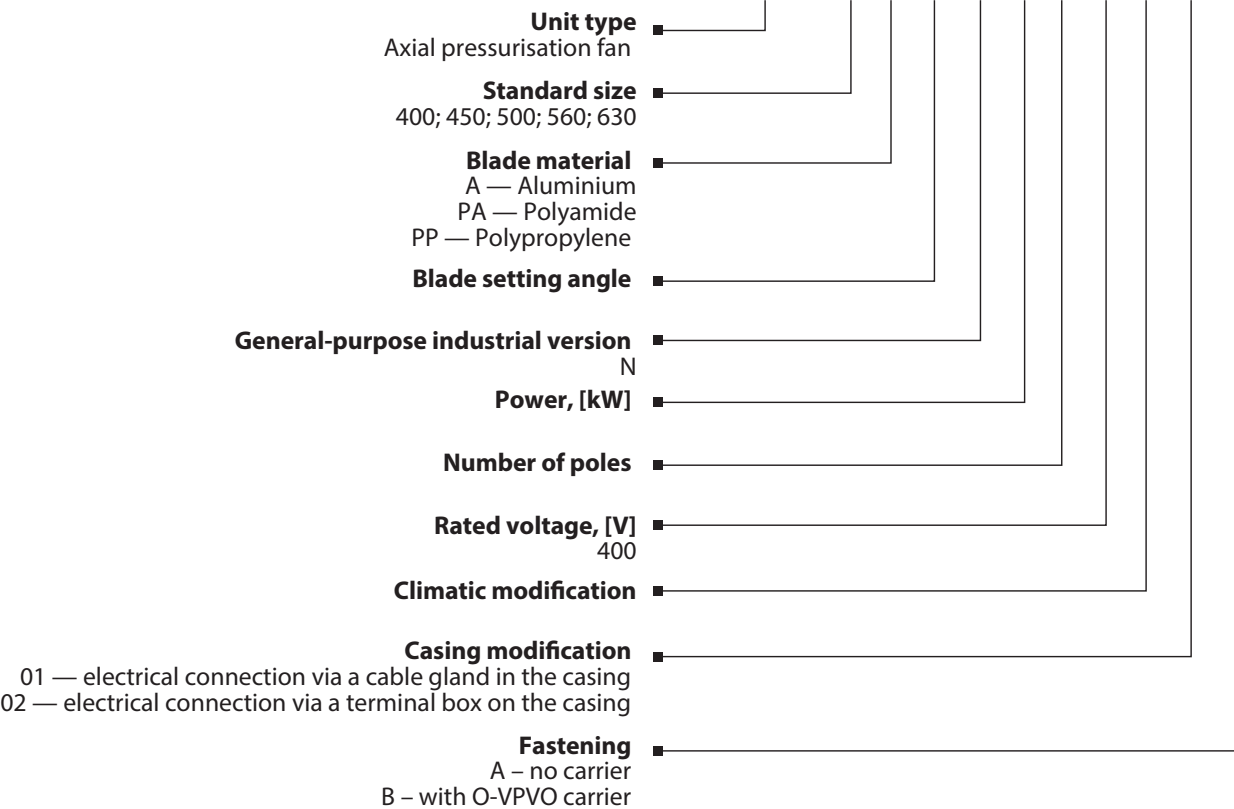 Unit type
Axial pressurisation fan
Standard size
400; 450; 500; 560; 630
Blade material
A — Aluminium
PA — Polyamide
PP — Polypropylene
Blade setting angle
General-purpose industrial version
N
Power, [kW]
Number of poles
Rated voltage, [V]
400
Climatic modification
Casing modification
01 — electrical connection via a cable gland in the casing
02 — electrical connection via a terminal box on the casing
Fastening
A – no carrier
B – with O-VPVO carrier